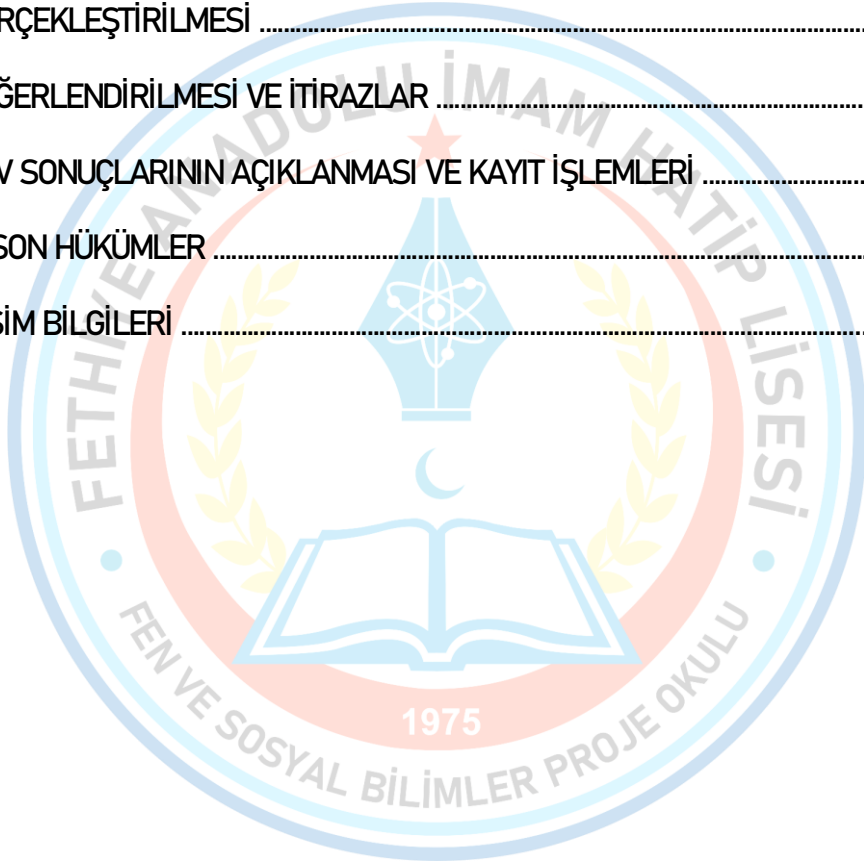 RÇEKLEŞTİRİLMESİ ........................................................................
ĞERLENDİRİLMESİ VE İTİRAZLAR ........................................................................
V SONUÇLARININ AÇIKLANMASI VE KAYIT İŞLEMLERİ ........................................................................
SON HÜKÜMLER ........................................................................
ŞİM BİLGİLERİ ........................................................................
FETHİYE ANADOLU İMAM HATİP LİSESİ
1975
FEN VE SOSYAL BİLİMLER PROJE OKULU